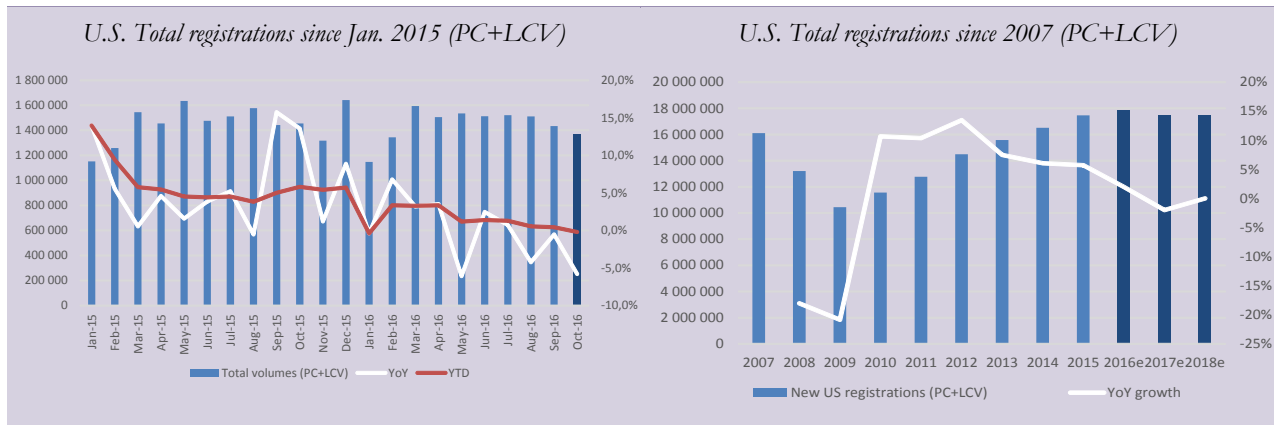 U.S. Total registrations since Jan. 2015 (PC+LCV)
1 800 000
1 600 000
1 400 000
1 200 000
1 000 000
800 000
600 000
400 000
200 000
0
20,0%
15,0%
10,0%
5,0%
0,0%
-5,0%
-10,0%
Jan-15
Feb-15
Mar-15
Apr-15
May-15
Jun-15
Jul-15
Aug-15
Sep-15
Oct-15
Nov-15
Dec-15
Jan-16
Feb-16
Mar-16
Apr-16
May-16
Jun-16
Jul-16
Aug-16
Sep-16
Oct-16
Total volumes (PC+LCV) YoY YTD
U.S. Total registrations since 2007 (PC+LCV)
20 000 000
18 000 000
16 000 000
14 000 000
12 000 000
10 000 000
8 000 000
6 000 000
4 000 000
2 000 000
0
20%
15%
10%
5%
0%
-5%
-10%
-15%
-20%
-25%
2007 2008 2009 2010 2011 2012 2013 2014 2015 2016e 2017e 2018e
New US registrations (PC+LCV) YoY growth